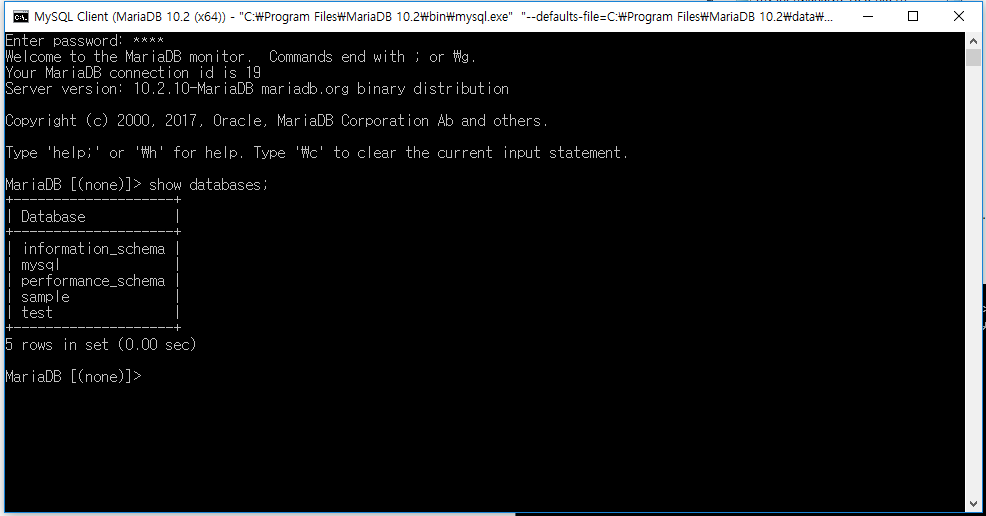 MySQL Client (MariaDB 10.2 (x64)) - "C:₩Program Files₩MariaDB 10.2₩bin₩mysql.exe"  "--defaults-file=C:₩Program Files₩MariaDB 10.2₩data₩...
Enter password: ****
Welcome to the MariaDB monitor.  Commands end with ; or ₩g.
Your MariaDB connection id is 19
Server version: 10.2.10-MariaDB mariadb.org binary distribution
Copyright (c) 2000, 2017, Oracle, MariaDB Corporation Ab and others.
Type 'help;' or '₩h' for help. Type '₩c' to clear the current input statement.
MariaDB [(none)]> show databases;
+--------------------+
| Database           |
+--------------------+
| information_schema |
| mysql              |
| performance_schema |
| sample             |
| test               |
+--------------------+
5 rows in set (0.00 sec)
MariaDB [(none)]>